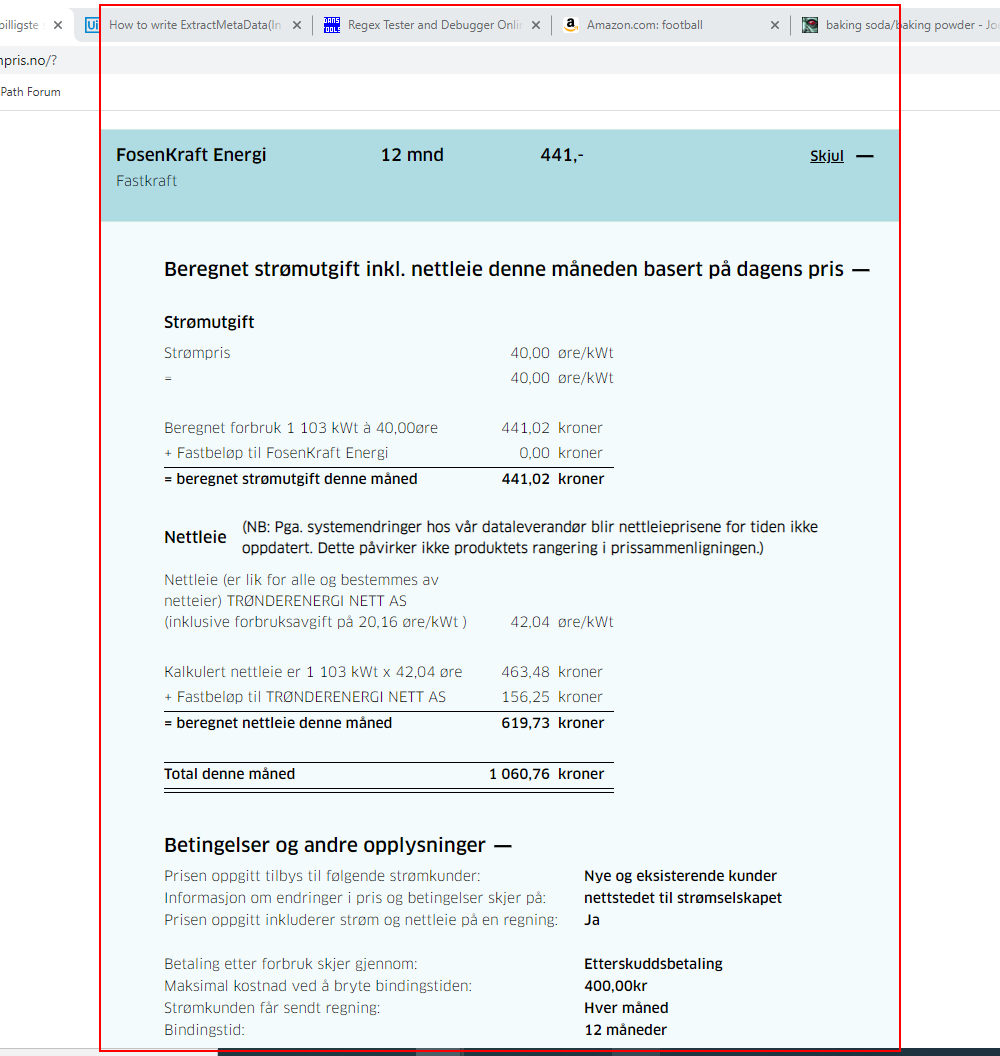 billigste
How to write ExtractMetaData(In
Regex Tester and Debugger Onli
Amazon.com: football
baking soda/baking powder - Jo
npris.no/?
Path Forum
FosenKraft Energi 12 mnd 441,- Skjul —
Fastkraft
Beregnet strømutgift inkl. nettleie denne måneden basert på dagens pris —
Strømutgift
Strømpris 40,00 øre/kWt
= 40,00 øre/kWt
Beregnet forbruk 1 103 kWt à 40,00øre 441,02 kroner
+ Fastbeløp til FosenKraft Energi 0,00 kroner
= beregnet strømutgift denne måned 441,02 kroner
Nettleie (NB: Pga. systemendringer hos vår dataleverandør blir nettleieprisene for tiden ikke
oppdatert. Dette påvirker ikke produktets rangering i prissammenligningen.)
Nettleie (er lik for alle og bestemmes av
netteier) TRØNDERENERGI NETT AS
(inklusive forbruksavgift på 20,16 øre/kWt ) 42,04 øre/kWt
Kalkulert nettleie er 1 103 kWt x 42,04 øre 463,48 kroner
+ Fastbeløp til TRØNDERENERGI NETT AS 156,25 kroner
= beregnet nettleie denne måned 619,73 kroner
Total denne måned 1 060,76 kroner
Betingelser og andre opplysninger —
Prisen oppgitt tilbys til følgende strømkunder: Nye og eksisterende kunder
Informasjon om endringer i pris og betingelser skjer på: nettstedet til strømselskapet
Prisen oppgitt inkluderer strøm og nettleie på en regning: Ja
Betaling etter forbruk skjer gjennom: Etterskuddsbetaling
Maksimal kostnad ved å bryte bindingstiden: 400,00kr
Strømkunden får sendt regning: Hver måned
Bindingstid: 12 måneder